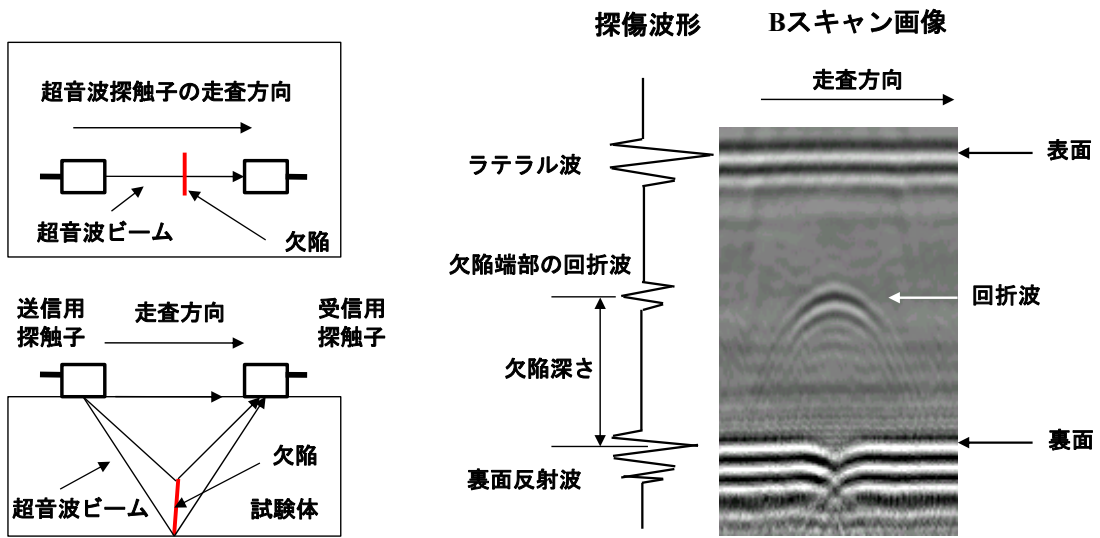 探傷波形
Bスキャン画像
超音波探触子の走査方向
超音波ビーム
欠陥
走査方向
ラテラル波
表面
欠陥端部の回折波
回折波
送信用
探触子
走査方向
受信用
探触子
欠陥深さ
欠陥
超音波ビーム
試験体
裏面反射波
裏面